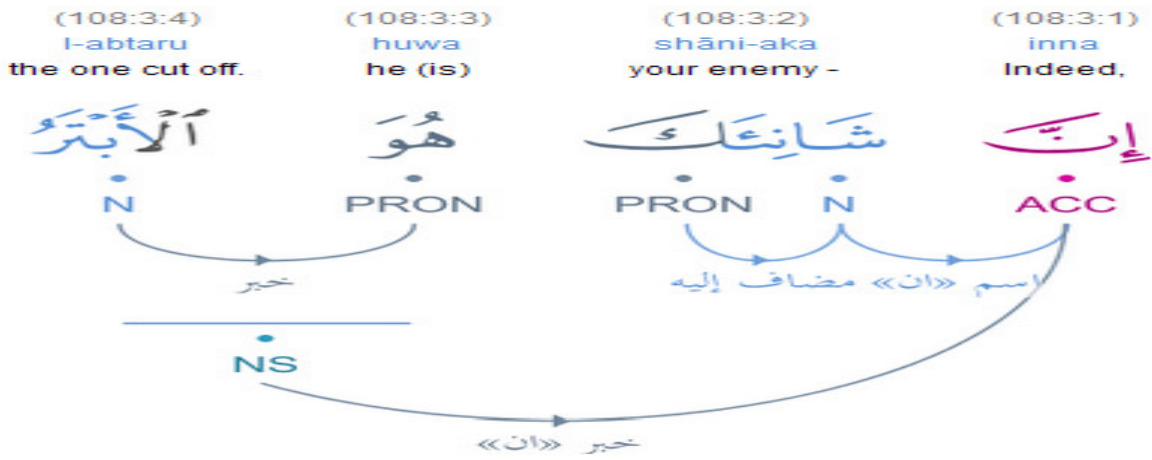 (108:3:4) (108:3:3) (108:3:2) (108:3:1)
l-abtaru huwa shāni-aka inna
the one cut off. he (is) your enemy - Indeed,
إِنَّ شَانِئَكَ هُوَ ٱلْأَبْتَرُ
N PRON PRON N ACC
خبر مضاف إليه اسم «ان»
NS
خبر «ان»